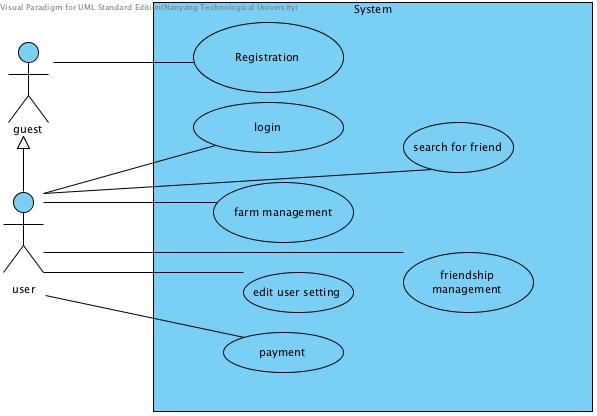 Visual Paradigm for UML Standard Edition(Nanyang Technological University)
System
Registration
guest
login
search for friend
farm management
user
friendship
management
edit user setting
payment